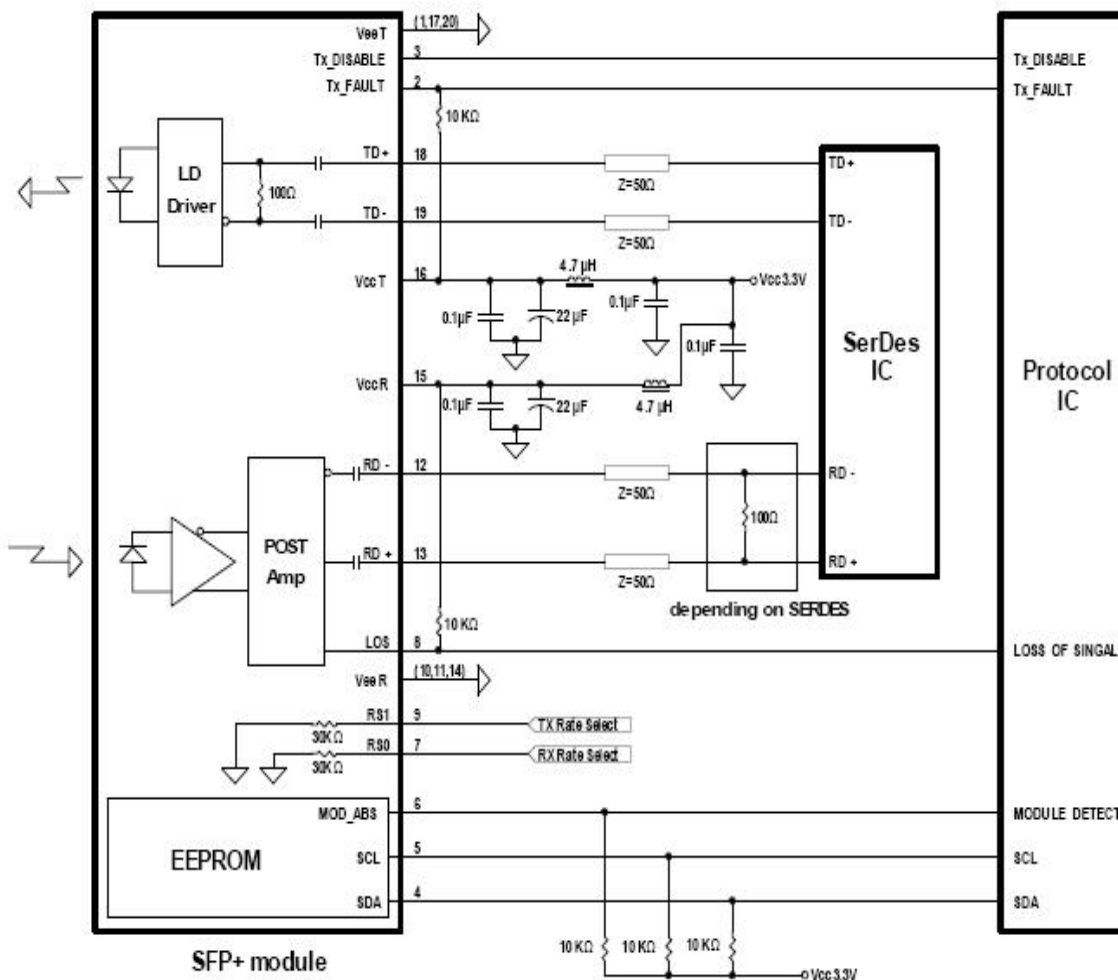 VeeT
(1,17,20)
Tx_DISABLE
3
Tx_DISABLE
Tx_FAULT
2
Tx_FAULT
10 KΩ
LD
Driver
100Ω
TD+
18
Z=50Ω
TD+
TD -
19
Z=50Ω
TD -
VccT
16
4.7 µH
Vcc3.3V
0.1µF
22 µF
0.1µF
0.1µF
SerDes
IC
Protocol
IC
VccR
15
0.1µF
22 µF
4.7 µH
POST
Amp
RD -
12
Z=50Ω
RD -
100Ω
RD +
13
Z=50Ω
RD +
depending on SERDES
10 KΩ
LOS
8
LOSS OF SINGAL
VeeR
(10,11,14)
RS1
9
TX Rate Select
30KΩ
RS0
7
RX Rate Select
30KΩ
EEPROM
MOD_ABS
6
MODULE DETECT
SCL
5
SCL
SDA
4
SDA
10 KΩ
10 KΩ
10 KΩ
Vcc3.3V
SFP+ module